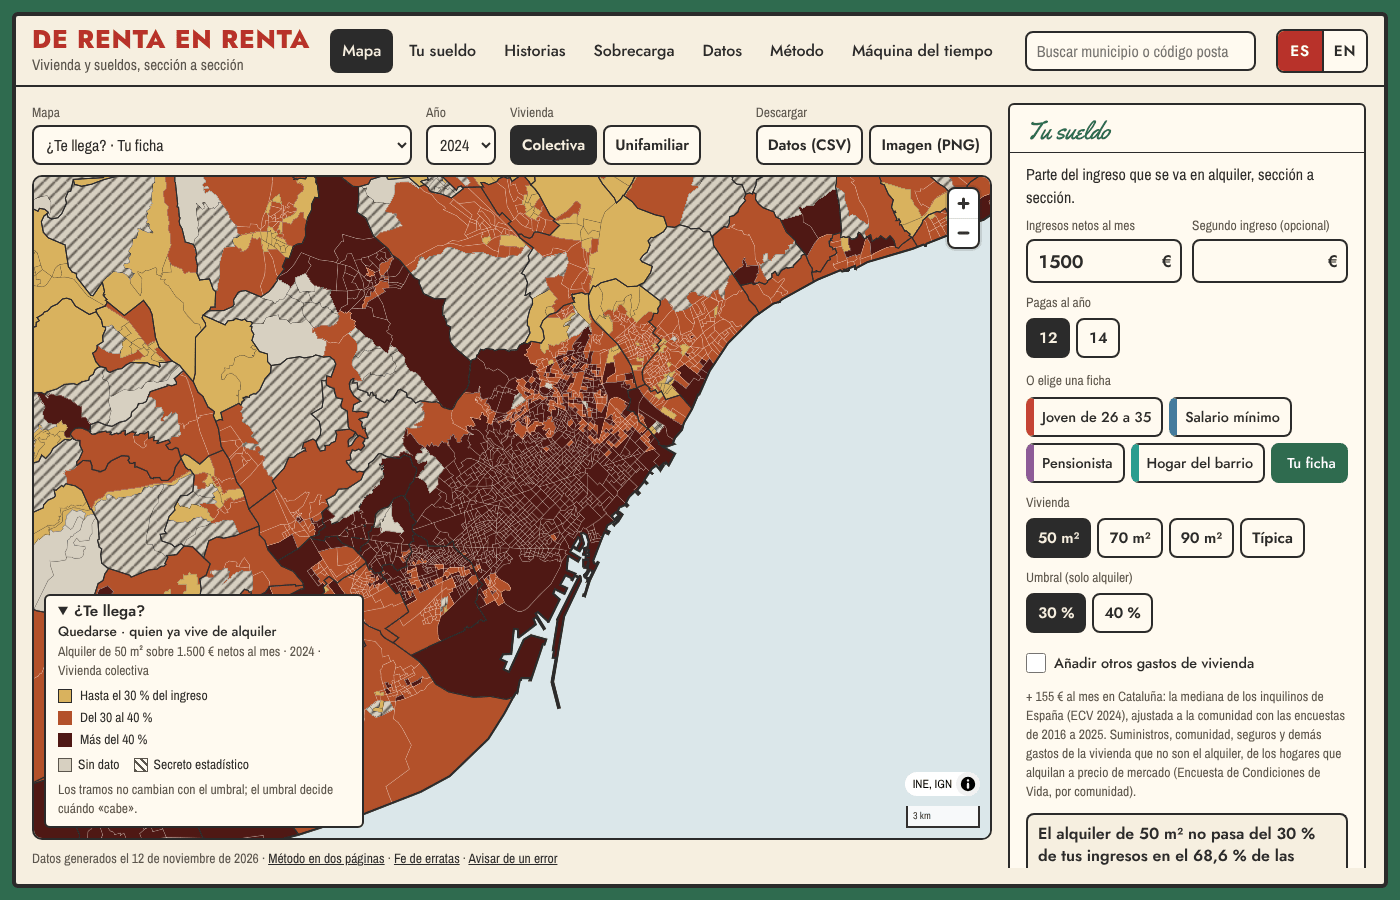 DE RENTA EN RENTA
Vivienda y sueldos, sección a sección
Mapa
Tu sueldo
Historias
Sobrecarga
Datos
Método
Máquina del tiempo
Buscar municipio o código posta
ES
EN
Mapa
¿Te llega? · Tu ficha
Año
2024
Vivienda
Colectiva
Unifamiliar
Descargar
Datos (CSV)
Imagen (PNG)
+
−
▼ ¿Te llega?
Quedarse · quien ya vive de alquiler
Alquiler de 50 m² sobre 1.500 € netos al mes · 2024 ·
Vivienda colectiva
Hasta el 30 % del ingreso
Del 30 al 40 %
Más del 40 %
Sin dato
Secreto estadístico
Los tramos no cambian con el umbral; el umbral decide
cuándo «cabe».
INE, IGN
3 km
Datos generados el 12 de noviembre de 2026 · Método en dos páginas · Fe de erratas · Avisar de un error
Tu sueldo
Parte del ingreso que se va en alquiler, sección a
sección.
Ingresos netos al mes
1500 €
Segundo ingreso (opcional)
€
Pagas al año
12
14
O elige una ficha
Joven de 26 a 35
Salario mínimo
Pensionista
Hogar del barrio
Tu ficha
Vivienda
50 m²
70 m²
90 m²
Típica
Umbral (solo alquiler)
30 %
40 %
Añadir otros gastos de vivienda
+ 155 € al mes en Cataluña: la mediana de los inquilinos de
España (ECV 2024), ajustada a la comunidad con las encuestas
de 2016 a 2025. Suministros, comunidad, seguros y demás
gastos de la vivienda que no son el alquiler, de los hogares que
alquilan a precio de mercado (Encuesta de Condiciones de
Vida, por comunidad).
El alquiler de 50 m² no pasa del 30 %
de tus ingresos en el 68,6 % de las